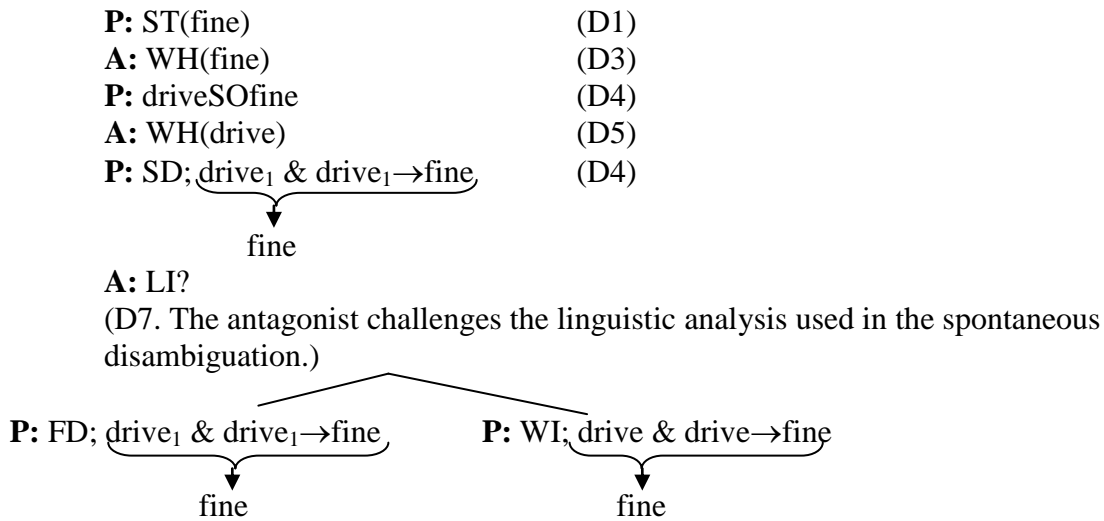 P: ST(fine) (D1)
A: WH(fine) (D3)
P: driveSOfine (D4)
A: WH(drive) (D5)
P: SD; drive₁ & drive₁→fine (D4)
fine
A: LI?
(D7. The antagonist challenges the linguistic analysis used in the spontaneous
disambiguation.)
P: FD; drive₁ & drive₁→fine P: WI; drive & drive→fine
fine fine